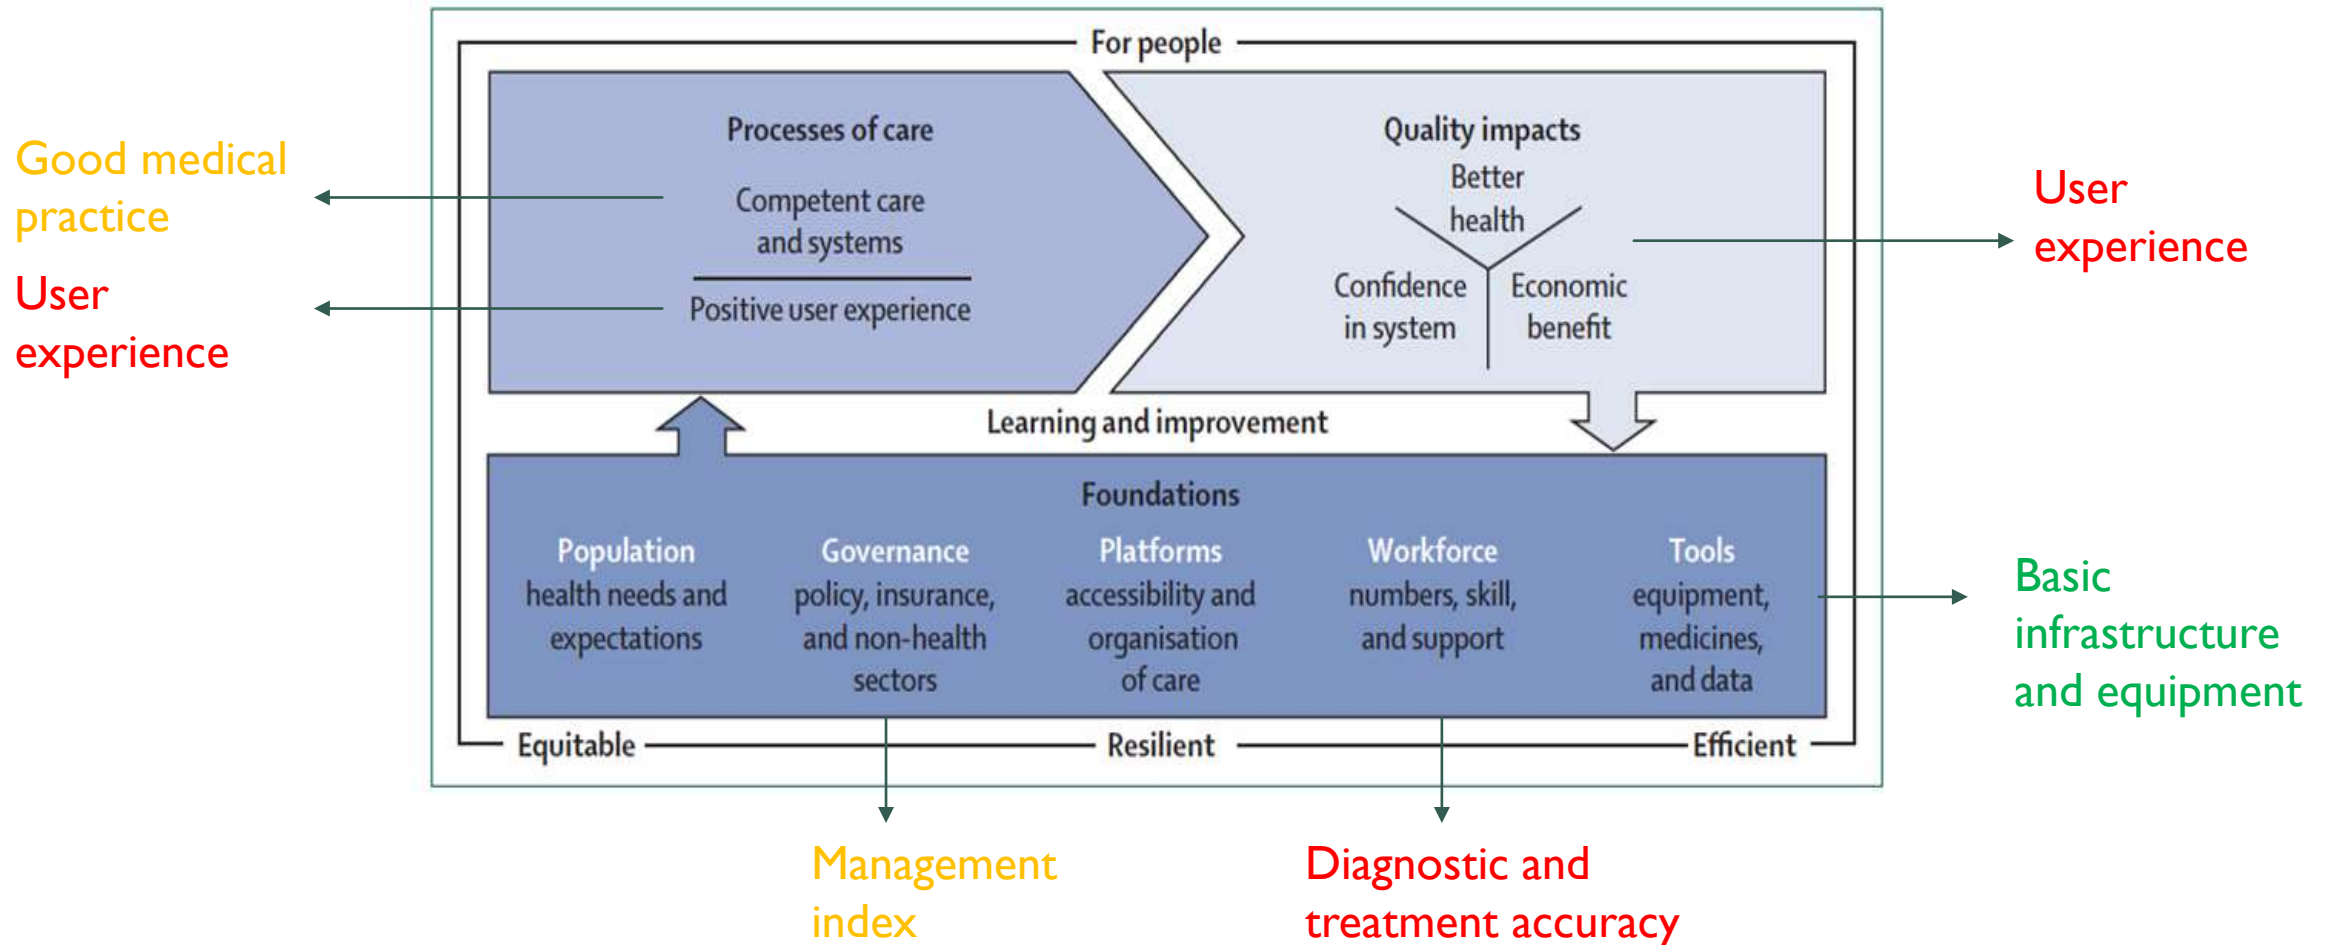 For people
Good medical
practice
User
experience
Processes of care
Competent care
and systems
Positive user experience
Quality impacts
Better
health
Confidence
in system
Economic
benefit
User
experience
Learning and improvement
Foundations
Population
health needs and
expectations
Governance
policy, insurance,
and non-health
sectors
Platforms
accessibility and
organisation
of care
Workforce
numbers, skill,
and support
Tools
equipment,
medicines,
and data
Basic
infrastructure
and equipment
Equitable
Resilient
Efficient
Management
index
Diagnostic and
treatment accuracy